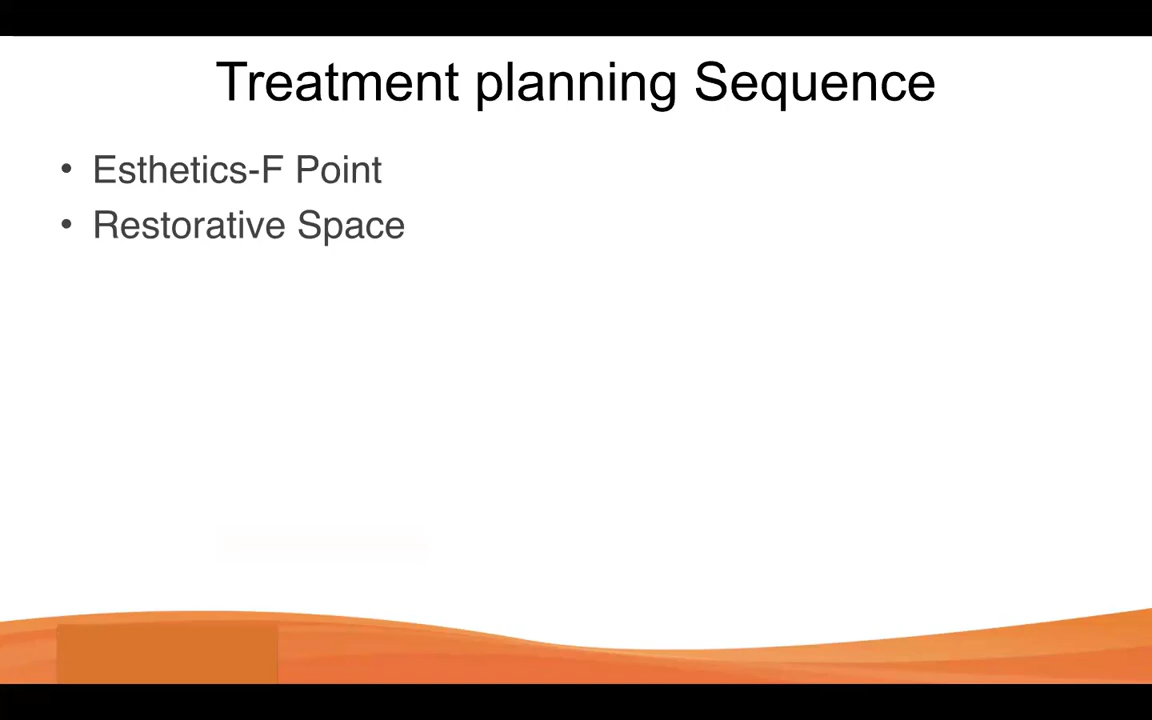 Treatment planning Sequence
• Esthetics-F Point
• Restorative Space